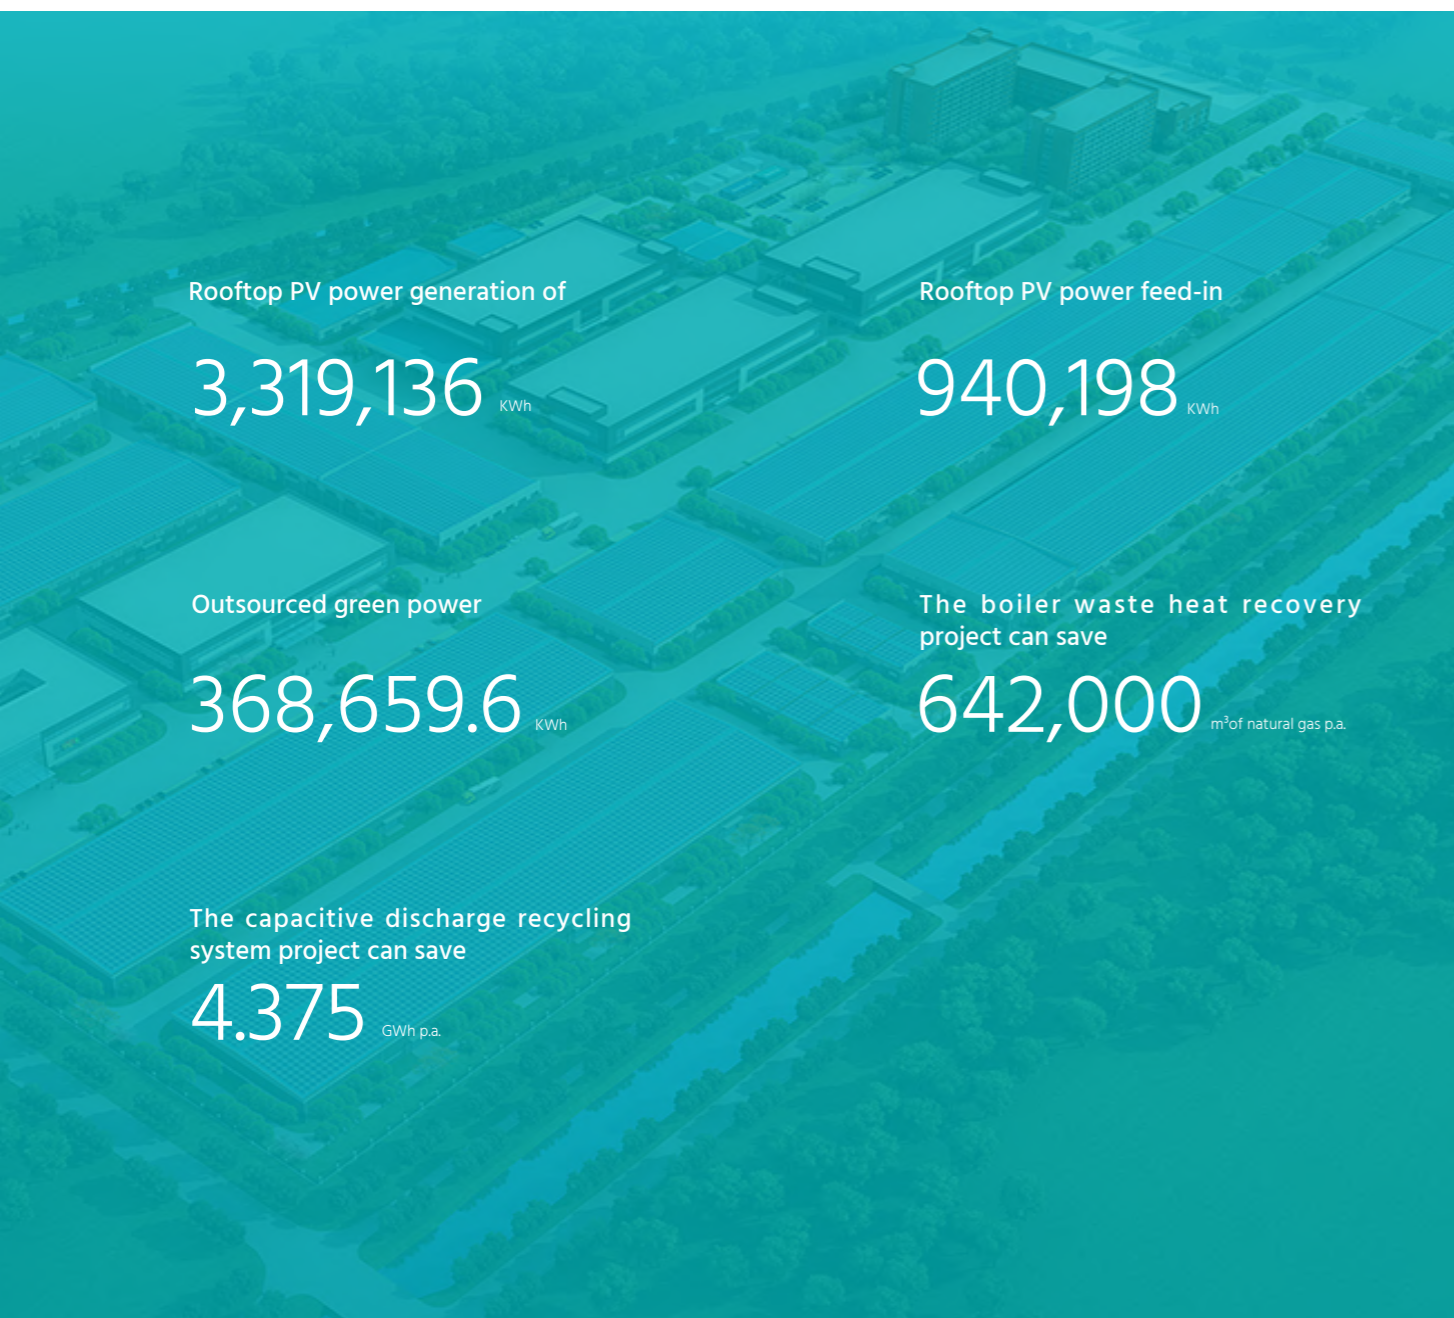 Rooftop PV power generation of
3,319,136 KWh
Rooftop PV power feed-in
940,198 KWh
Outsourced green power
368,659.6 KWh
The boiler waste heat recovery
project can save
642,000 m³of natural gas p.a.
The capacitive discharge recycling
system project can save
4.375 GWh p.a.